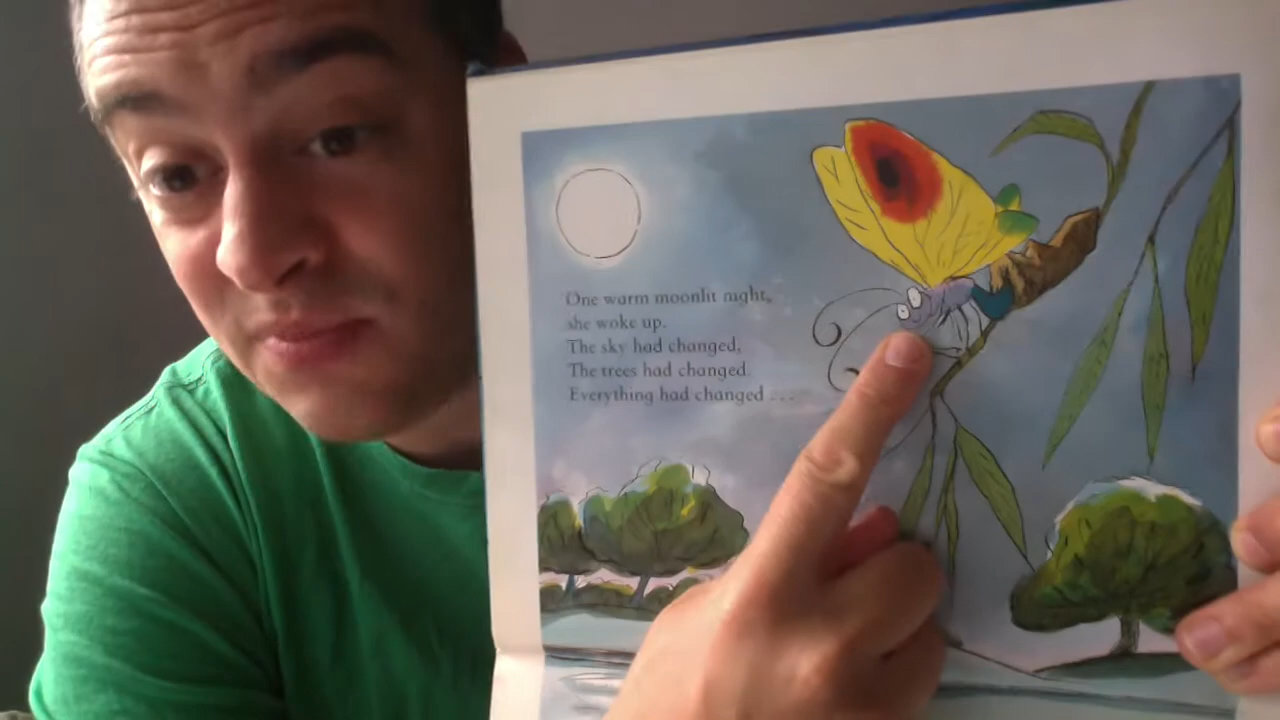 One warm moonlit night,
she woke up.
The sky had changed,
The trees had changed.
Everything had changed . . .